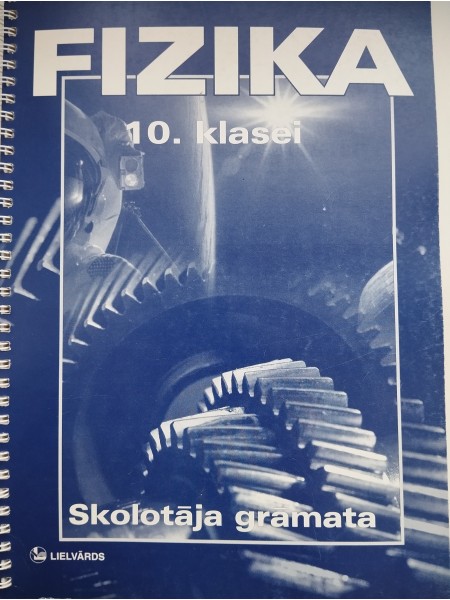 FIZIKA
10. klasei
Skolotāja grāmata
LIELVĀRDS